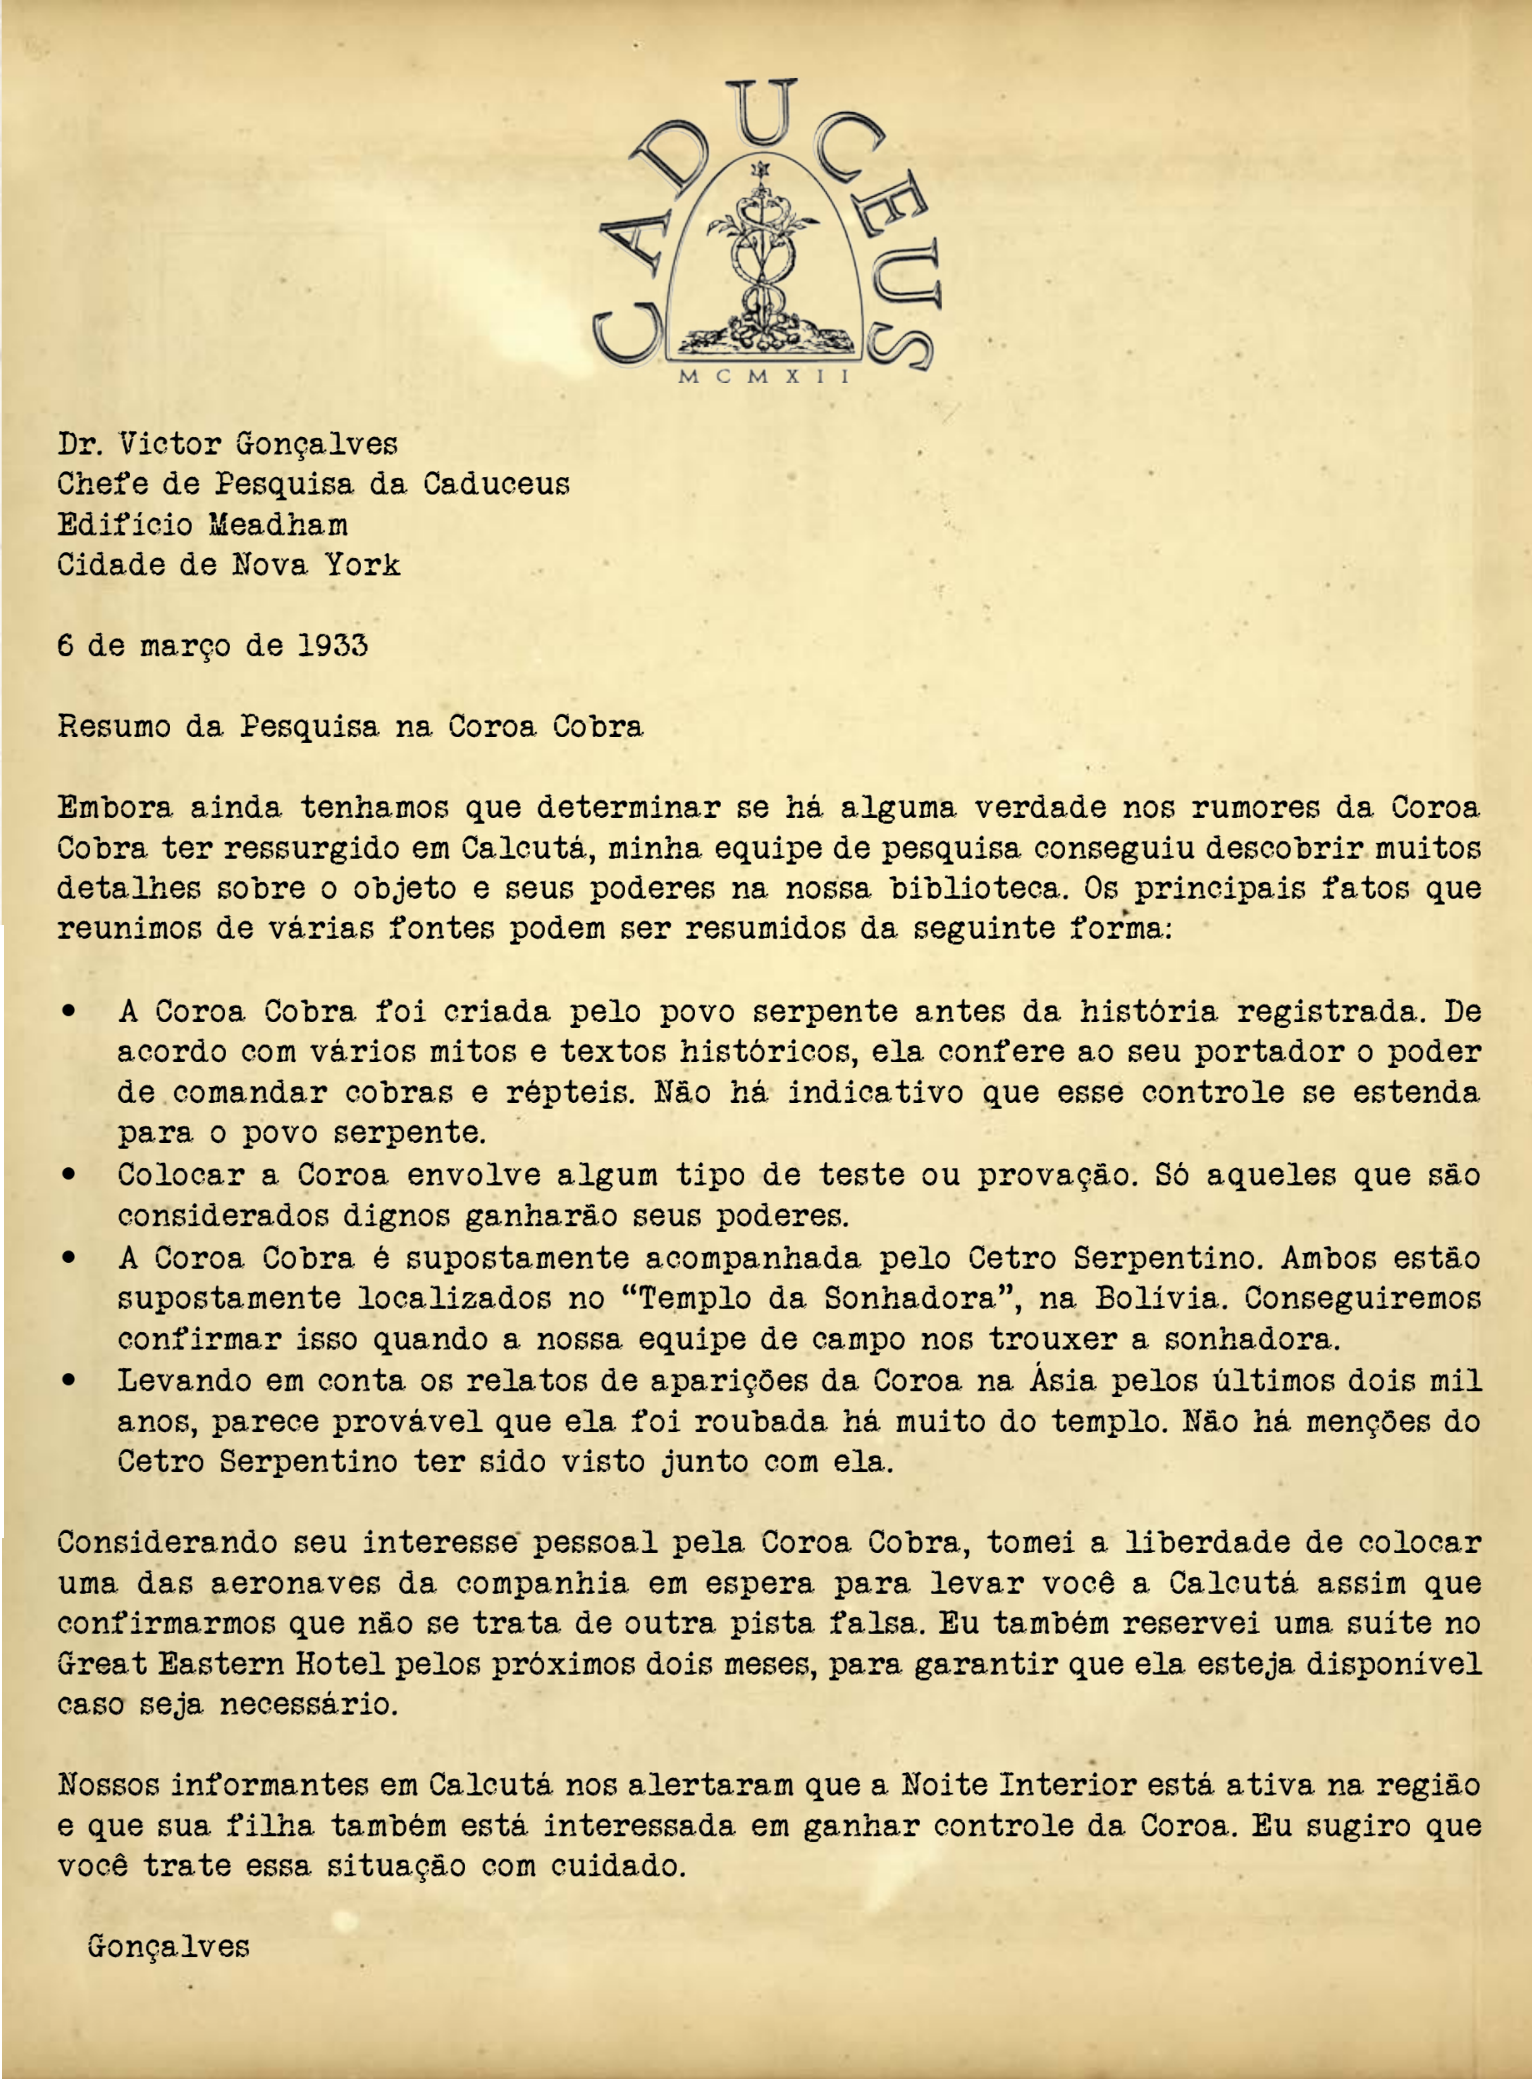 CADUCEUS
MCMXII
Dr. Victor Gonçalves
Chefe de Pesquisa da Caduceus
Edifício Meadham
Cidade de Nova York
6 de março de 1933
Resumo da Pesquisa na Coroa Cobra
Embora ainda tenhamos que determinar se há alguma verdade nos rumores da Coroa
Cobra ter ressurgido em Calcutá, minha equipe de pesquisa conseguiu descobrir muitos
detalhes sobre o objeto e seus poderes na nossa biblioteca. Os principais fatos que
reunimos de várias fontes podem ser resumidos da seguinte forma:
• A Coroa Cobra foi criada pelo povo serpente antes da história registrada. De
acordo com vários mitos e textos históricos, ela confere ao seu portador o poder
de comandar cobras e répteis. Não há indicativo que esse controle se estenda
para o povo serpente.
• Colocar a Coroa envolve algum tipo de teste ou provação. Só aqueles que são
considerados dignos ganharão seus poderes.
• A Coroa Cobra é supostamente acompanhada pelo Cetro Serpentino. Ambos estão
supostamente localizados no “Templo da Sonhadora”, na Bolívia. Conseguiremos
confirmar isso quando a nossa equipe de campo nos trouxer a sonhadora.
• Levando em conta os relatos de aparições da Coroa na Ásia pelos últimos dois mil
anos, parece provável que ela foi roubada há muito do templo. Não há menções do
Cetro Serpentino ter sido visto junto com ela.
Considerando seu interesse pessoal pela Coroa Cobra, tomei a liberdade de colocar
uma das aeronaves da companhia em espera para levar você a Calcutá assim que
confirmarmos que não se trata de outra pista falsa. Eu também reservei uma suíte no
Great Eastern Hotel pelos próximos dois meses, para garantir que ela esteja disponível
caso seja necessário.
Nossos informantes em Calcutá nos alertaram que a Noite Interior está ativa na região
e que sua filha também está interessada em ganhar controle da Coroa. Eu sugiro que
você trate essa situação com cuidado.
Gonçalves